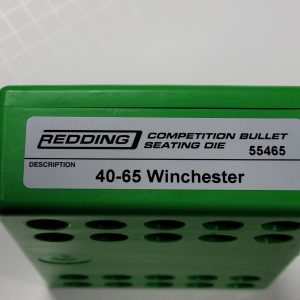 REDDING COMPETITION BULLET
SEATING DIE 55465
DESCRIPTION
40-65 Winchester